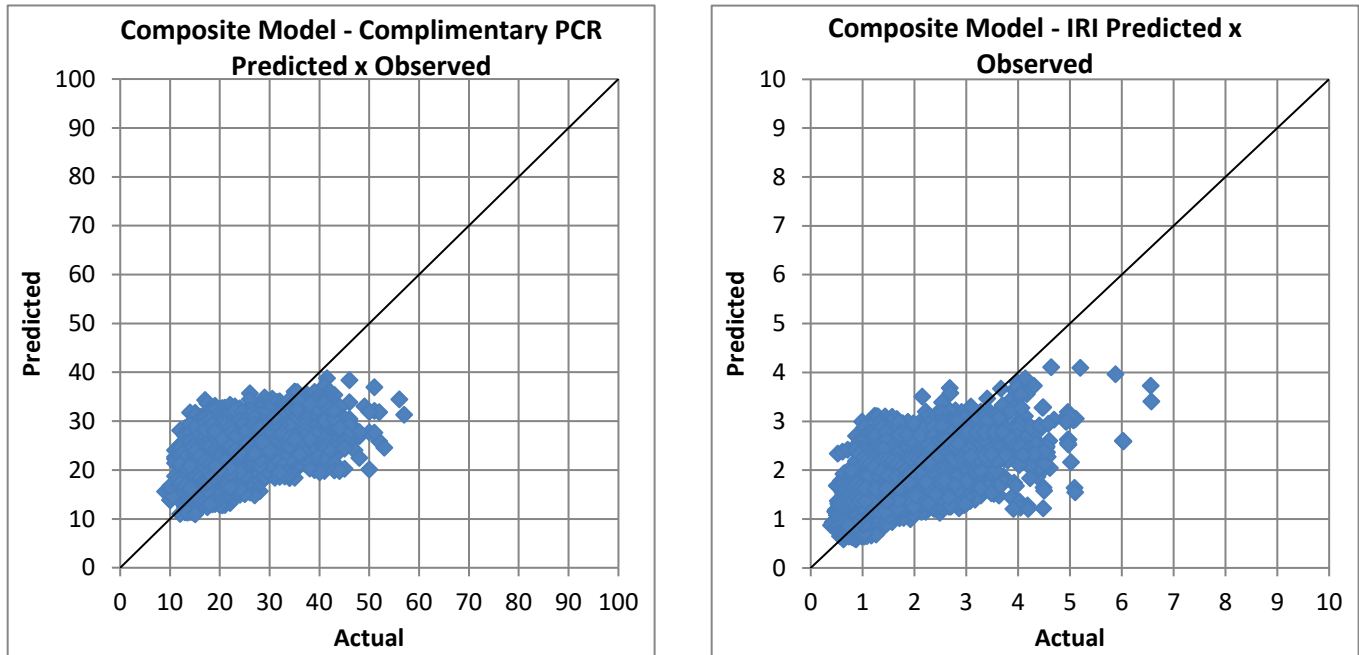 Composite Model - Complimentary PCR
Predicted x Observed
100
90
80
70
60
50
40
30
20
10
0
Predicted
0 10 20 30 40 50 60 70 80 90 100
Actual
Composite Model - IRI Predicted x
Observed
10
9
8
7
6
5
4
3
2
1
0
Predicted
0 1 2 3 4 5 6 7 8 9 10
Actual